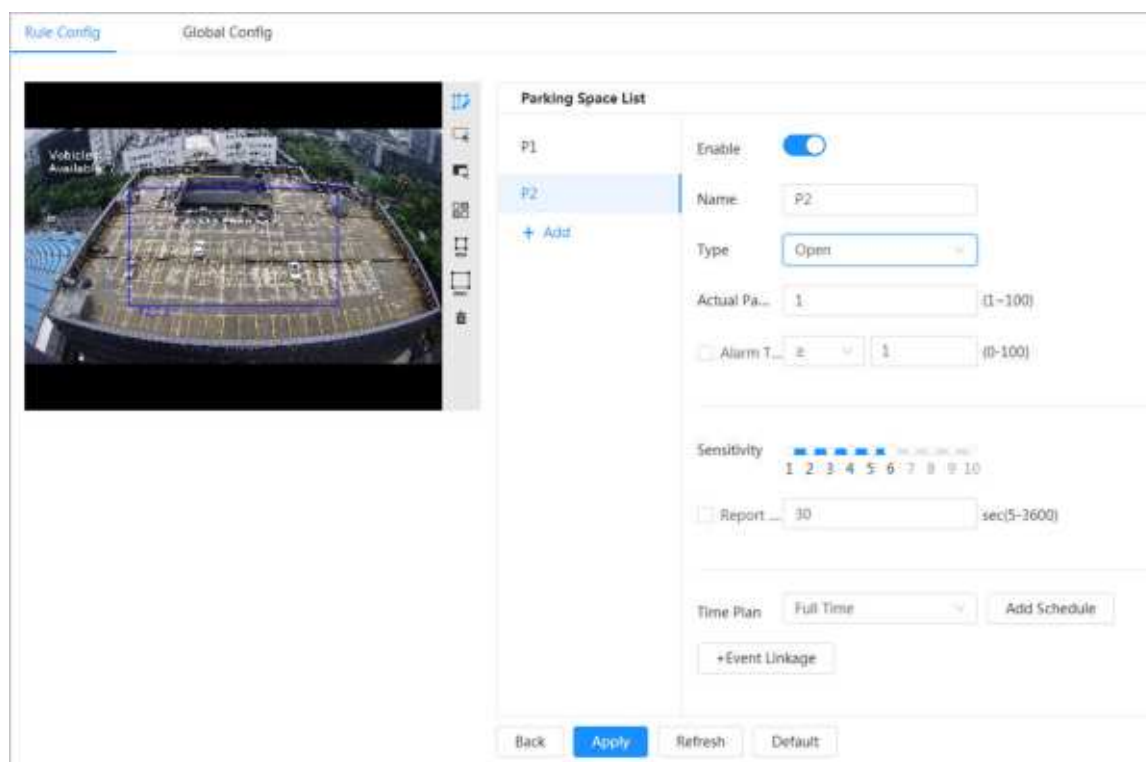 Rule Config
Global Config
Vehicles
Available
Parking Space List
P1
P2
+ Add
Enable
Name P2
Type Open
Actual Pa... 1 (1~100)
Alarm T... ≥ 1 (0-100)
Sensitivity
1 2 3 4 5 6 7 8 9 10
Report ... 30 sec(5-3600)
Time Plan Full Time Add Schedule
+Event Linkage
Back Apply Refresh Default